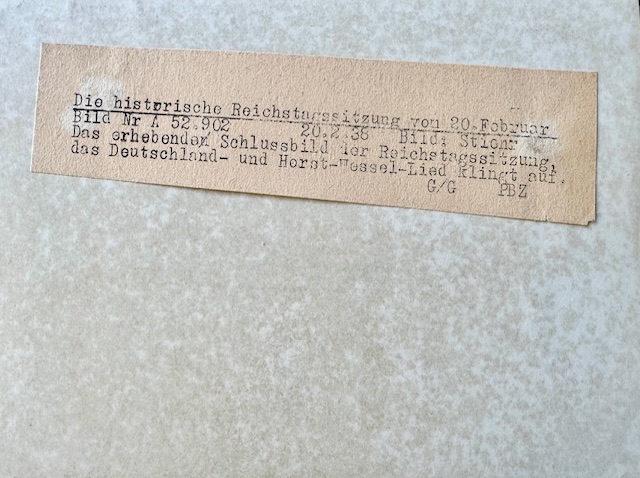 Die historische Reichstagssitzung vom 20.Februar
Bild Nr A 52.902 20.2.38 Bild: Stiehr
Das erhebenden Schlussbild der Reichstagssitzung,
das Deutschland- und Horst-Wessel-Lied klingt auf.
G/G PBZ